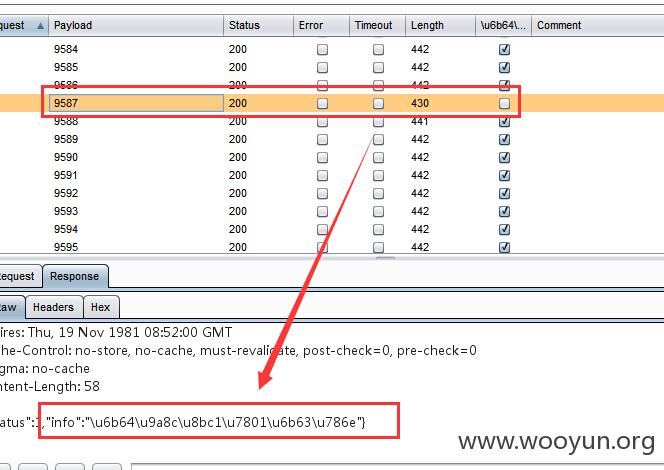 quest Payload Status Error Timeout Length \u6b64\... Comment
9584 200 442
9585 200 442
9586 200 442
9587 200 430
9588 200 441
9589 200 442
9590 200 442
9591 200 442
9592 200 442
9593 200 442
9594 200 442
9595 200 442
equest Response
aw Headers Hex
ires: Thu, 19 Nov 1981 08:52:00 GMT
he-Control: no-store, no-cache, must-revalidate, post-check=0, pre-check=0
gma: no-cache
ntent-Length: 58
atus":1,"info":"\u6b64\u9a8c\u8bc1\u7801\u6b63\u786e"}
www.wooyun.org